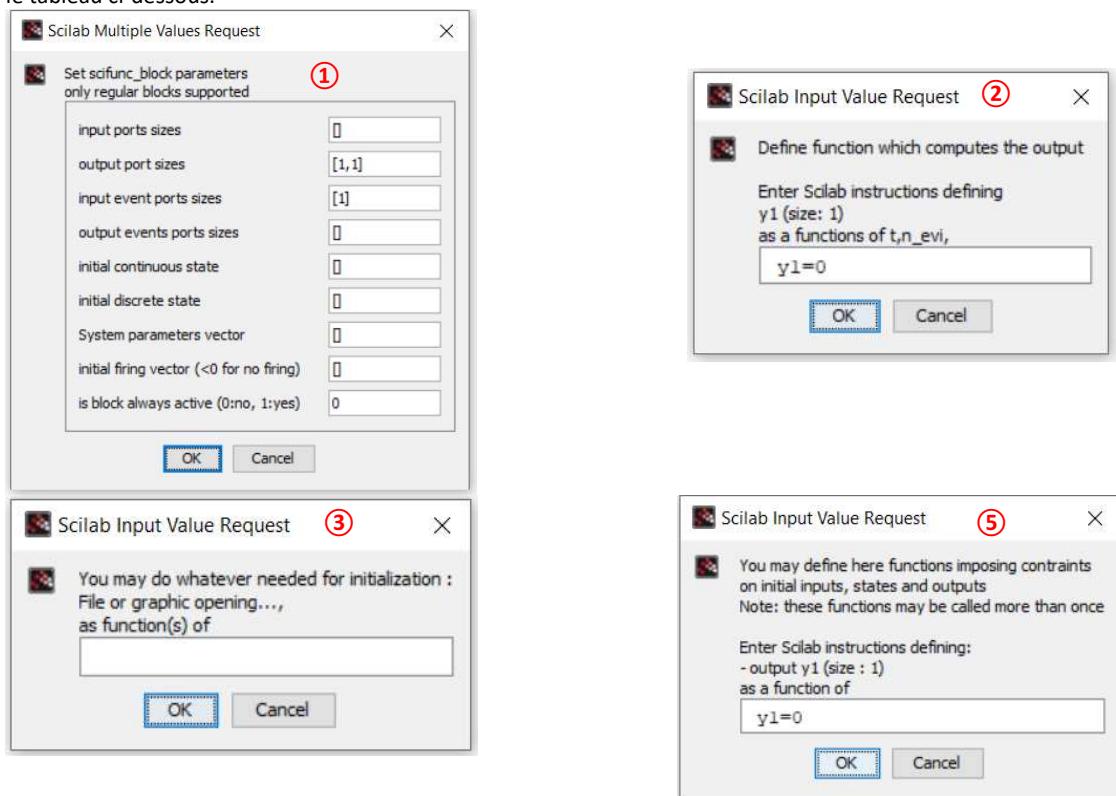 le tableau ci-dessous.
Scilab Multiple Values Request
①
Set scifunc_block parameters
only regular blocks supported
input ports sizes []
output port sizes [1,1]
input event ports sizes [1]
output events ports sizes []
initial continuous state []
initial discrete state []
System parameters vector []
initial firing vector (<0 for no firing) []
is block always active (0:no, 1:yes) 0
OK Cancel
Scilab Input Value Request ②
Define function which computes the output
Enter Scilab instructions defining
y1 (size: 1)
as a functions of t,n_evi,
y1=0
OK Cancel
Scilab Input Value Request ③
You may do whatever needed for initialization :
File or graphic opening...,
as function(s) of
OK Cancel
Scilab Input Value Request ⑤
You may define here functions imposing contraints
on initial inputs, states and outputs
Note: these functions may be called more than once
Enter Scilab instructions defining:
- output y1 (size : 1)
as a function of
y1=0
OK Cancel